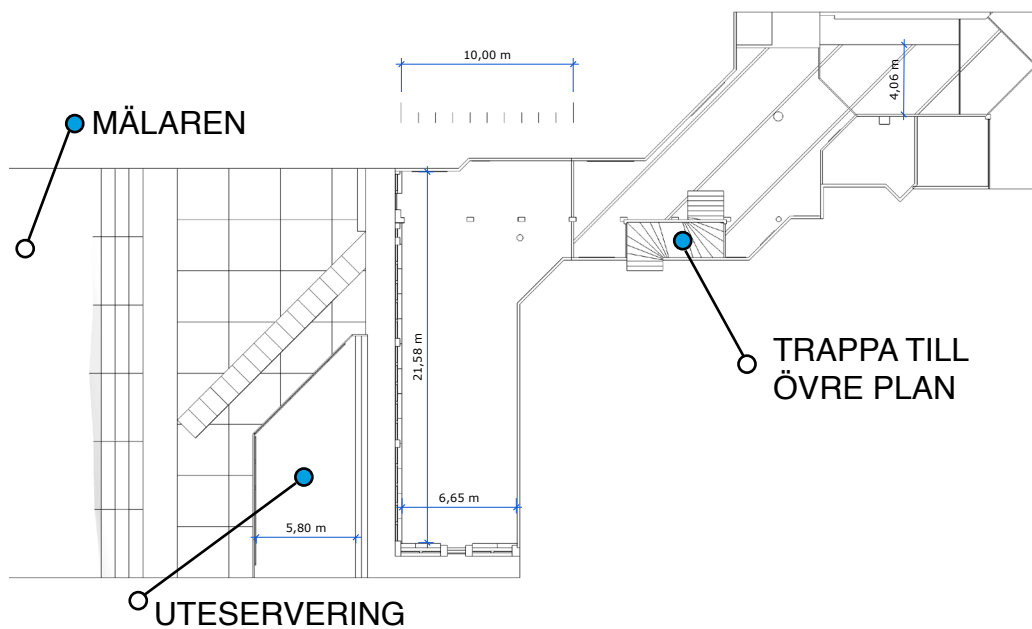 10,00 m
4,06 m
MÄLAREN
21,58 m
TRAPPA TILL
ÖVRE PLAN
6,65 m
5,80 m
UTESERVERING